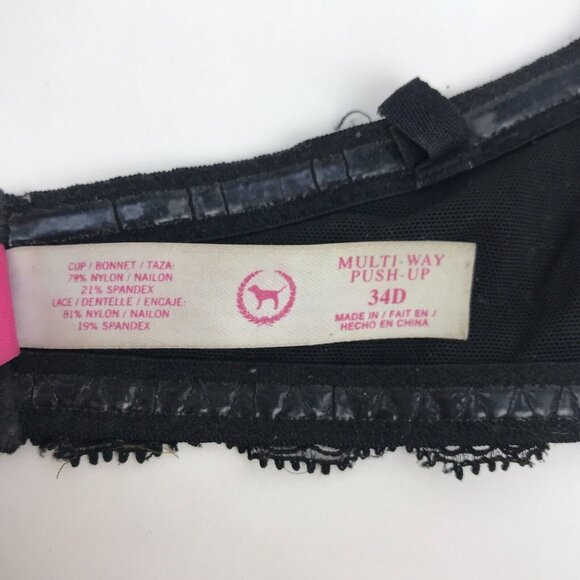 CUP / BONNET / TAZA:
79% NYLON / NAILON
21% SPANDEX
LACE / DENTELLE / ENCAJE:
81% NYLON / NAILON
19% SPANDEX
MULTI-WAY
PUSH-UP
34D
MADE IN / FAIT EN /
HECHO EN CHINA